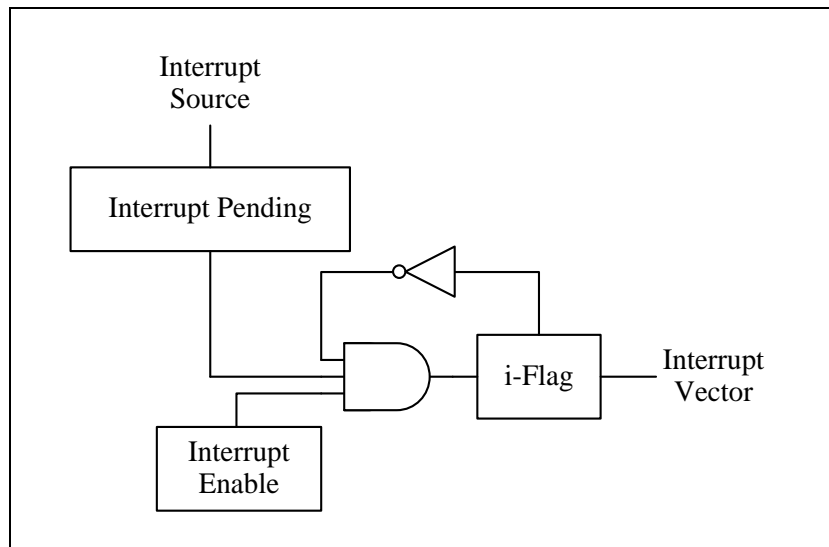 Interrupt
Source
Interrupt Pending
i-Flag
Interrupt
Vector
Interrupt
Enable